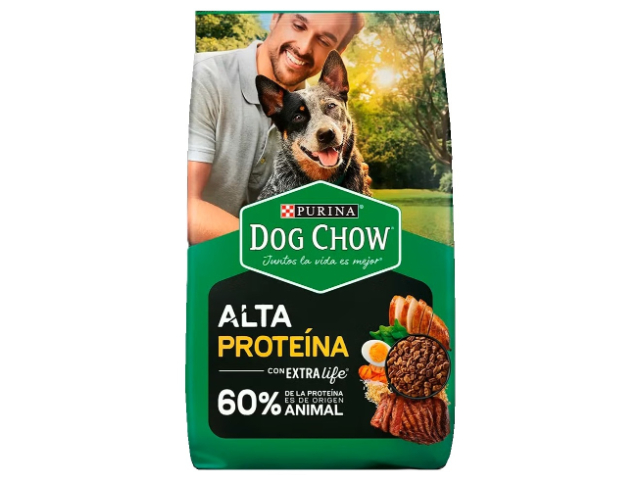 PURINA®
DOG CHOW®
Juntos la vida es mejor®
ALTA
PROTEÍNA
CON EXTRA life®
60% DE LA PROTEÍNA
ES DE ORIGEN
ANIMAL